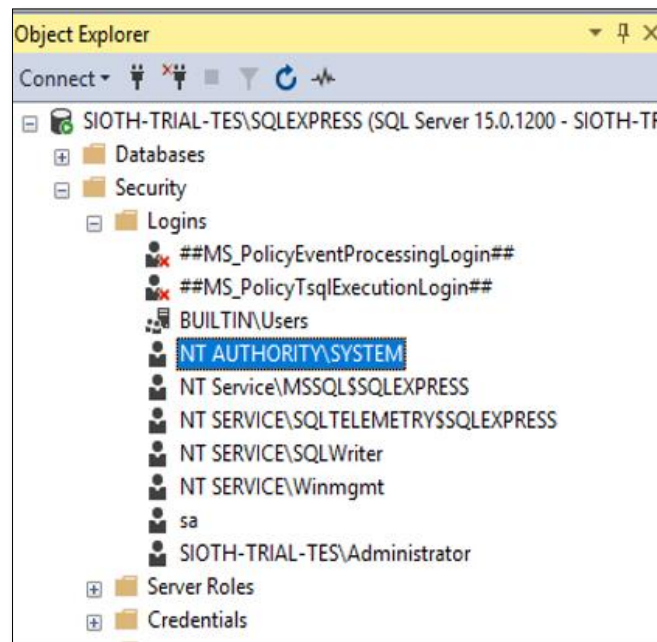 Object Explorer
Connect
SIOTH-TRIAL-TES\SQLEXPRESS (SQL Server 15.0.1200 - SIOTH-TR
Databases
Security
Logins
##MS_PolicyEventProcessingLogin##
##MS_PolicyTsqlExecutionLogin##
BUILTIN\Users
NT AUTHORITY\SYSTEM
NT Service\MSSQL$SQLEXPRESS
NT SERVICE\SQLTELEMETRY$SQLEXPRESS
NT SERVICE\SQLWriter
NT SERVICE\Winmgmt
sa
SIOTH-TRIAL-TES\Administrator
Server Roles
Credentials